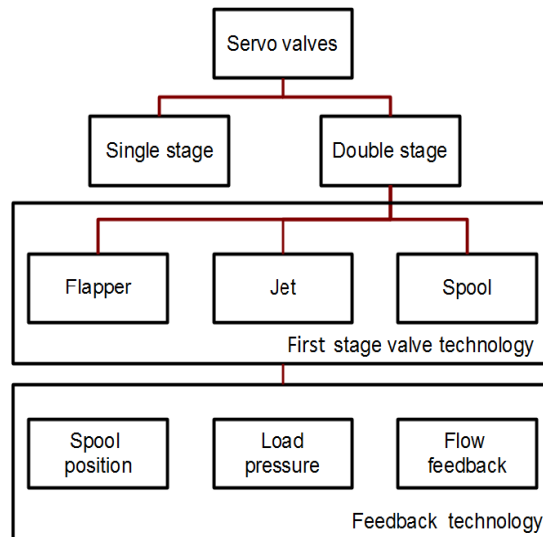 Servo valves
Single stage
Double stage
Flapper
Jet
Spool
First stage valve technology
Spool
position
Load
pressure
Flow
feedback
Feedback technology